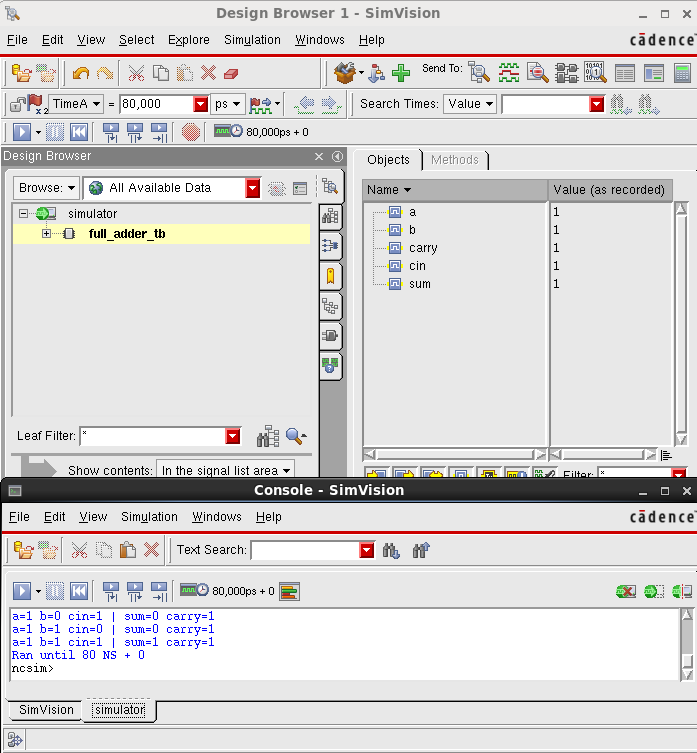 Design Browser 1 - SimVision
File Edit View Select Explore Simulation Windows Help cādence
Send To:
TimeA = 80,000 ps Search Times: Value
80,000ps + 0
Design Browser
Browse: All Available Data
simulator
full_adder_tb
Leaf Filter: *
Show contents: In the signal list area
Objects Methods
Name Value (as recorded)
a 1
b 1
carry 1
cin 1
sum 1
Filter: *
Console - SimVision
File Edit View Simulation Windows Help cādence
Text Search:
80,000ps + 0
a=1 b=0 cin=1 | sum=0 carry=1
a=1 b=1 cin=0 | sum=0 carry=1
a=1 b=1 cin=1 | sum=1 carry=1
Ran until 80 NS + 0
ncsim>
SimVision simulator